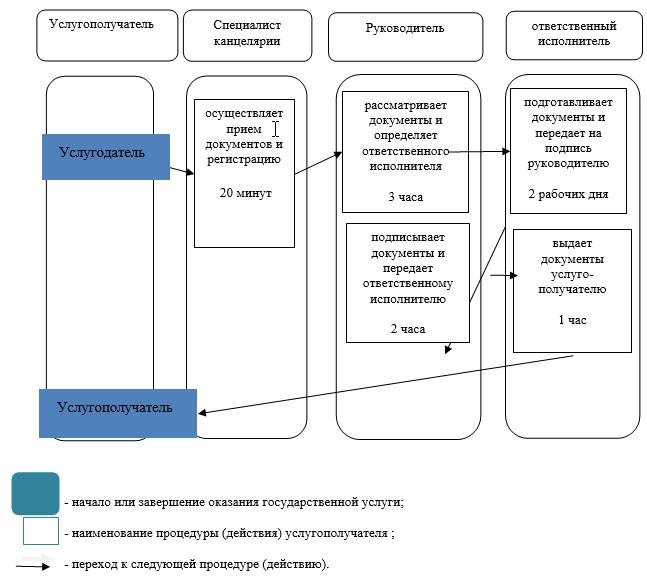 Услугополучатель
Специалист
канцелярии
Руководитель
ответственный
исполнитель
Услугодатель
осуществляет
прием
документов и
регистрацию
20 минут
рассматривает
документы и
определяет
ответственного
исполнителя
3 часа
подготавливает
документы и
передает на
подпись
руководителю
2 рабочих дня
подписывает
документы и
передает
ответственному
исполнителю
2 часа
выдает
документы
услуго-
получателю
1 час
Услугополучатель
- начало или завершение оказания государственной услуги;
- наименование процедуры (действия) услугополучателя ;
- переход к следующей процедуре (действию).